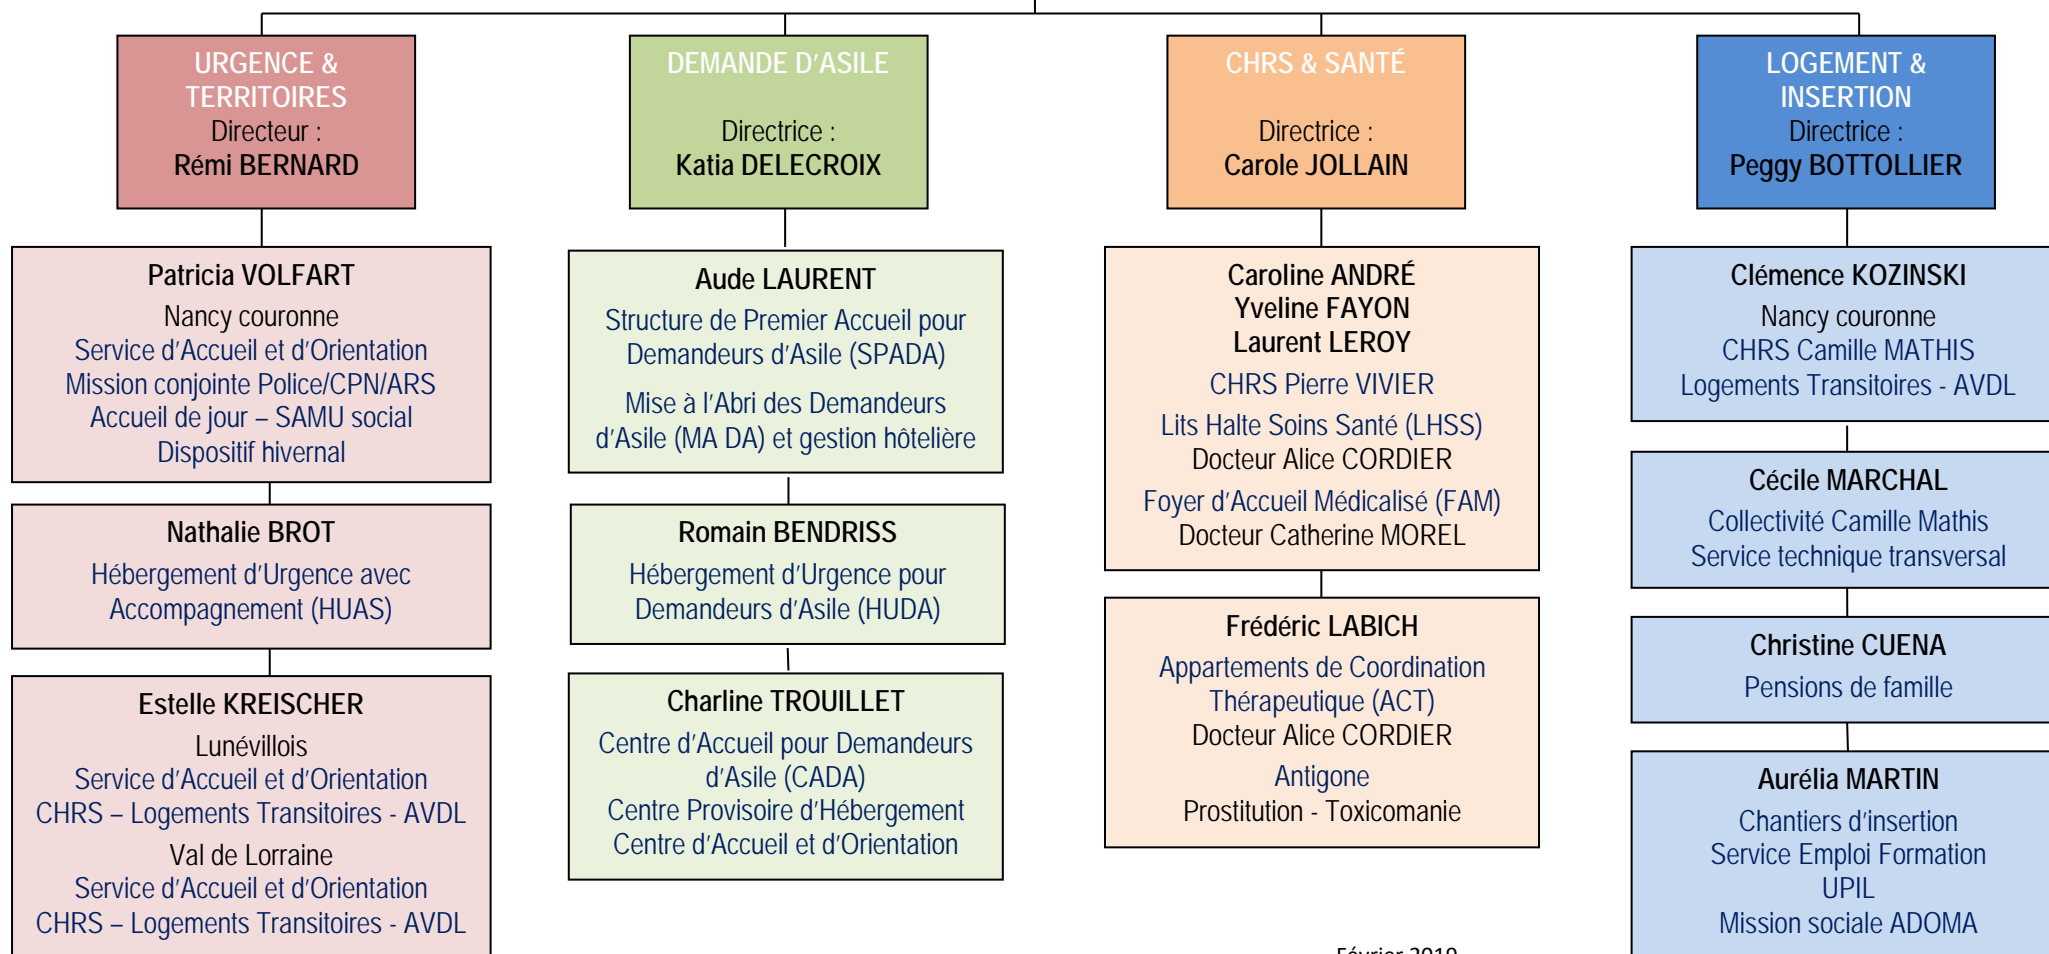 URGENCE &
TERRITOIRES
Directeur :
Rémi BERNARD
Patricia VOLFART
Nancy couronne
Service d'Accueil et d'Orientation
Mission conjointe Police/CPN/ARS
Accueil de jour – SAMU social
Dispositif hivernal
Nathalie BROT
Hébergement d'Urgence avec
Accompagnement (HUAS)
Estelle KREISCHER
Lunévillois
Service d'Accueil et d'Orientation
CHRS – Logements Transitoires - AVDL
Val de Lorraine
Service d'Accueil et d'Orientation
CHRS – Logements Transitoires - AVDL
DEMANDE D'ASILE
Directrice :
Katia DELECROIX
Aude LAURENT
Structure de Premier Accueil pour
Demandeurs d'Asile (SPADA)
Mise à l'Abri des Demandeurs
d'Asile (MA DA) et gestion hôtelière
Romain BENDRISS
Hébergement d'Urgence pour
Demandeurs d'Asile (HUDA)
Charline TROUILLET
Centre d'Accueil pour Demandeurs
d'Asile (CADA)
Centre Provisoire d'Hébergement
Centre d'Accueil et d'Orientation
CHRS & SANTÉ
Directrice :
Carole JOLLAIN
Caroline ANDRÉ
Yveline FAYON
Laurent LEROY
CHRS Pierre VIVIER
Lits Halte Soins Santé (LHSS)
Docteur Alice CORDIER
Foyer d'Accueil Médicalisé (FAM)
Docteur Catherine MOREL
Frédéric LABICH
Appartements de Coordination
Thérapeutique (ACT)
Docteur Alice CORDIER
Antigone
Prostitution - Toxicomanie
LOGEMENT &
INSERTION
Directrice :
Peggy BOTTOLLIER
Clémence KOZINSKI
Nancy couronne
CHRS Camille MATHIS
Logements Transitoires - AVDL
Cécile MARCHAL
Collectivité Camille Mathis
Service technique transversal
Christine CUENA
Pensions de famille
Aurélia MARTIN
Chantiers d'insertion
Service Emploi Formation
UPIL
Mission sociale ADOMA
Février 2019